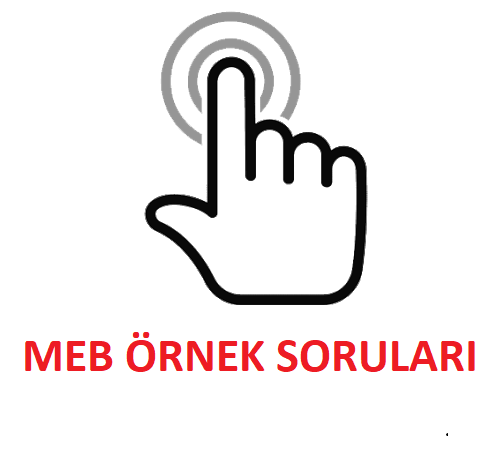 MEB ÖRNEK SORULARI
.